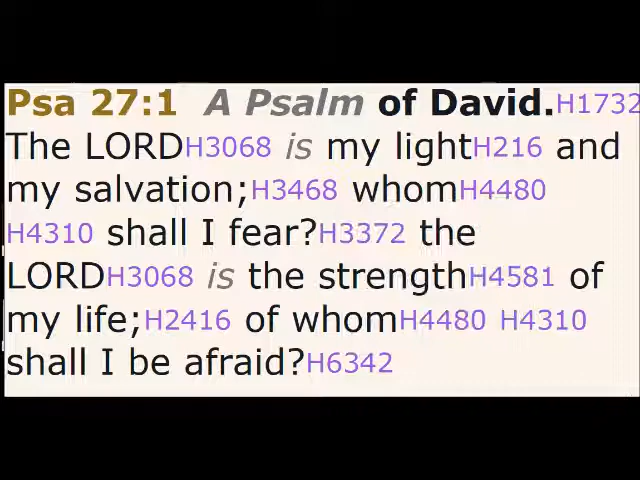 Psa 27:1 A Psalm of David.H1732
The LORDH3068 is my lightH216 and
my salvation;H3468 whomH4480
H4310 shall I fear?H3372 the
LORDH3068 is the strengthH4581 of
my life;H2416 of whomH4480 H4310
shall I be afraid?H6342